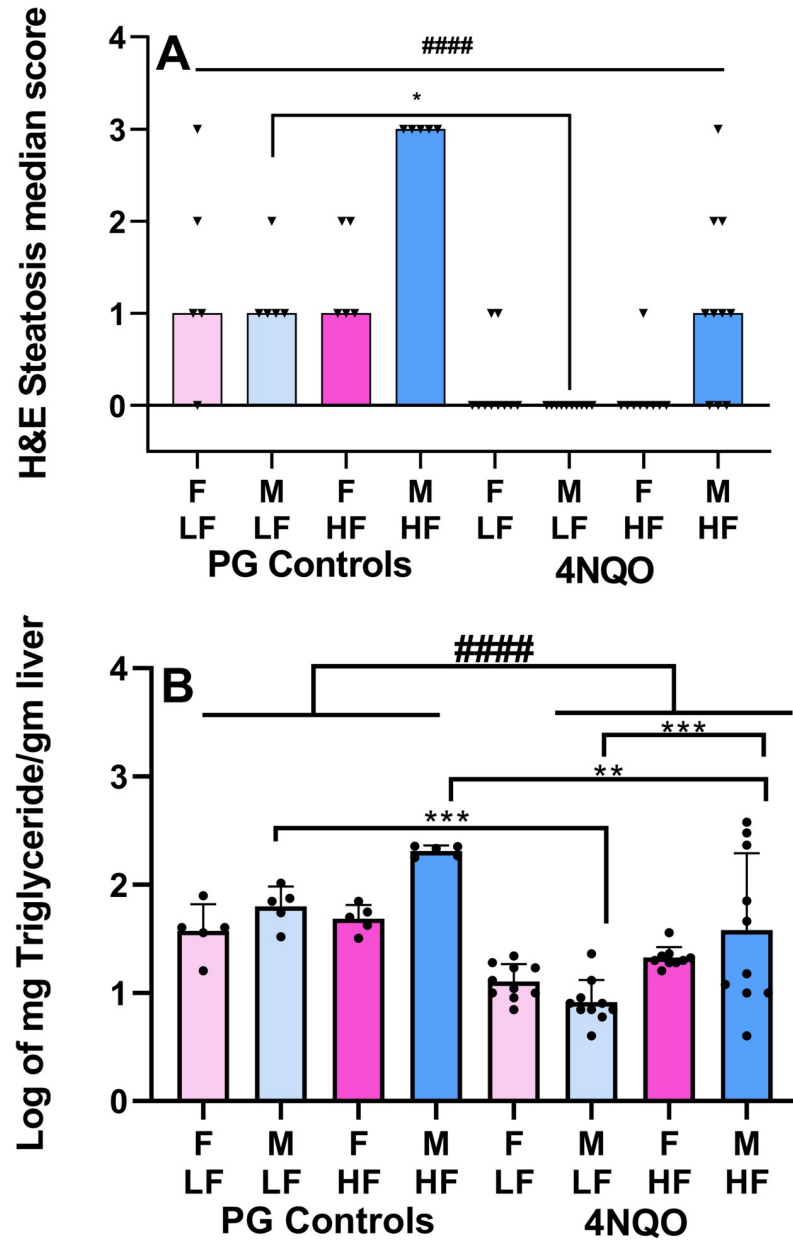 A
H&E Steatosis median score
4
3
2
1
0
####
*
F M F M F M F M
LF LF HF HF LF LF HF HF
PG Controls 4NQO
B
Log of mg Triglyceride/gm liver
4
3
2
1
0
####
***
**
***
F M F M F M F M
LF LF HF HF LF LF HF HF
PG Controls 4NQO